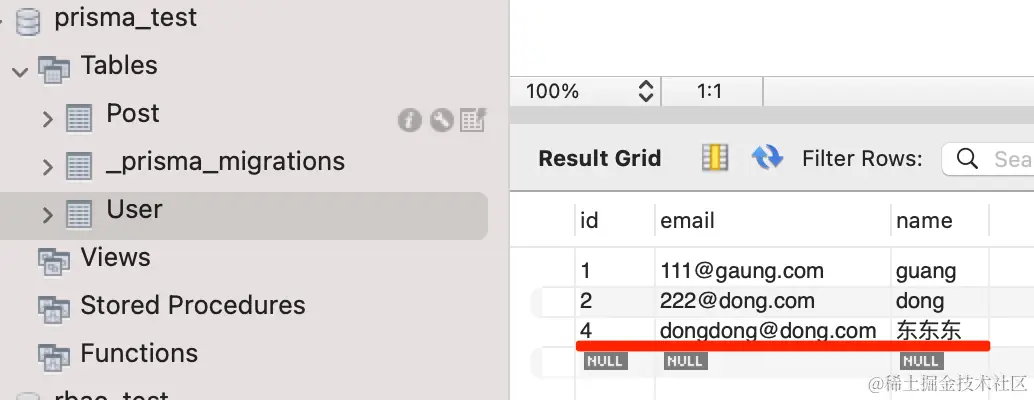 prisma_test
Tables
Post
_prisma_migrations
User
Views
Stored Procedures
Functions
rbac_test
100%
1:1
Result Grid
Filter Rows:
Sea
id email name
1 111@gaung.com guang
2 222@dong.com dong
4 dongdong@dong.com 东东东
NULL NULL NULL
@稀土掘金技术社区